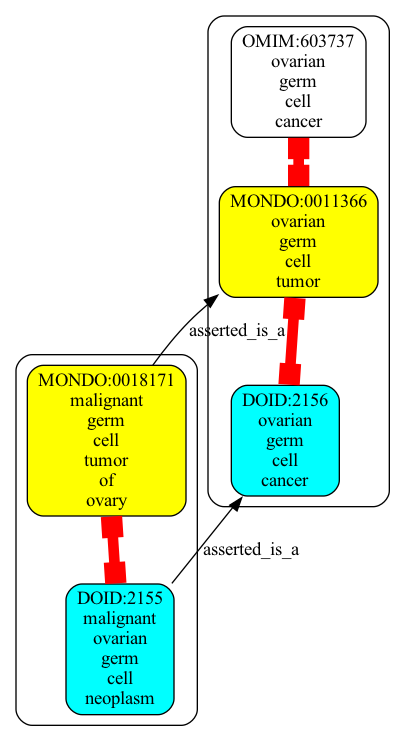 OMIM:603737
ovarian
germ
cell
cancer
MONDO:0011366
ovarian
germ
cell
tumor
asserted_is_a
MONDO:0018171
malignant
germ
cell
tumor
of
ovary
DOID:2156
ovarian
germ
cell
cancer
asserted_is_a
DOID:2155
malignant
ovarian
germ
cell
neoplasm